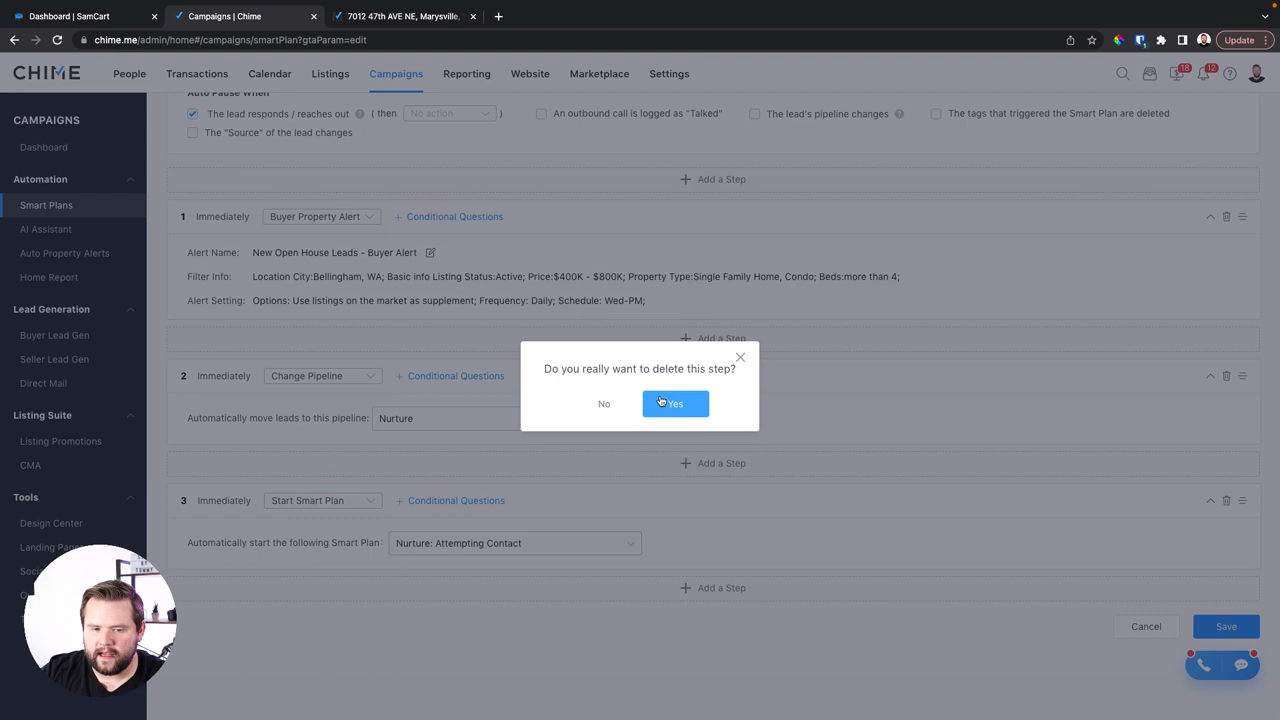 Dashboard | SamCart
Campaigns | Chime
7012 47th AVE NE, Marysville,
chime.me/admin/home#/campaigns/smartPlan?gtaParam=edit
Update
CHIME
People
Transactions
Calendar
Listings
Campaigns
Reporting
Website
Marketplace
Settings
18
12
CAMPAIGNS
Dashboard
Automation
Smart Plans
AI Assistant
Auto Property Alerts
Home Report
Lead Generation
Buyer Lead Gen
Seller Lead Gen
Direct Mail
Listing Suite
Listing Promotions
CMA
Tools
Design Center
Landing Pages
Auto Pause When
The lead responds / reaches out ( then No action ) An outbound call is logged as "Talked" The lead's pipeline changes The tags that triggered the Smart Plan are deleted
The "Source" of the lead changes
+ Add a Step
1 Immediately Buyer Property Alert + Conditional Questions
Alert Name: New Open House Leads - Buyer Alert
Filter Info: Location City:Bellingham, WA; Basic info Listing Status:Active; Price:$400K - $800K; Property Type:Single Family Home, Condo; Beds:more than 4;
Alert Setting: Options: Use listings on the market as supplement; Frequency: Daily; Schedule: Wed-PM;
+ Add a Step
Do you really want to delete this step?
No
Yes
2 Immediately Change Pipeline + Conditional Questions
Automatically move leads to this pipeline: Nurture
+ Add a Step
3 Immediately Start Smart Plan + Conditional Questions
Automatically start the following Smart Plan: Nurture: Attempting Contact
+ Add a Step
Cancel
Save